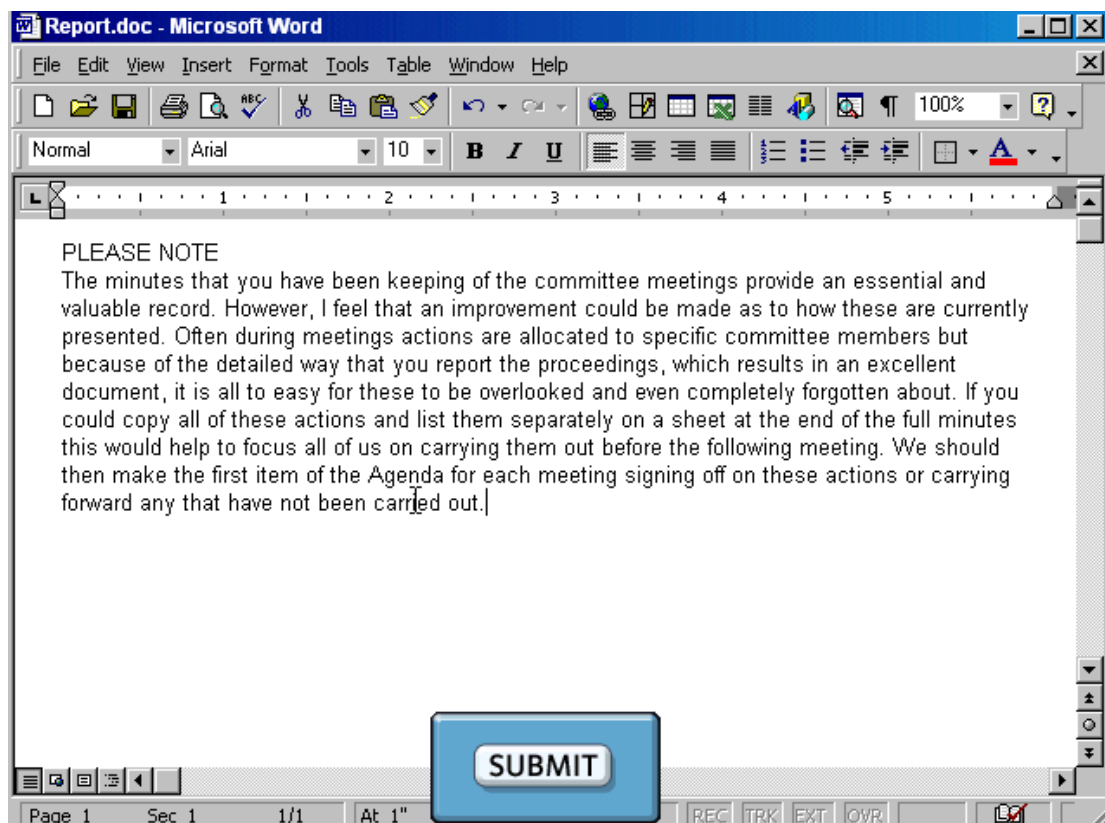 Report.doc - Microsoft Word
File Edit View Insert Format Tools Table Window Help
ABC 100%
Normal Arial 10 B I U A
1 2 3 4 5
PLEASE NOTE
The minutes that you have been keeping of the committee meetings provide an essential and
valuable record. However, I feel that an improvement could be made as to how these are currently
presented. Often during meetings actions are allocated to specific committee members but
because of the detailed way that you report the proceedings, which results in an excellent
document, it is all to easy for these to be overlooked and even completely forgotten about. If you
could copy all of these actions and list them separately on a sheet at the end of the full minutes
this would help to focus all of us on carrying them out before the following meeting. We should
then make the first item of the Agenda for each meeting signing off on these actions or carrying
forward any that have not been carried out.
SUBMIT
Page 1 Sec 1 1/1 At 1" REC TRK EXT OVR